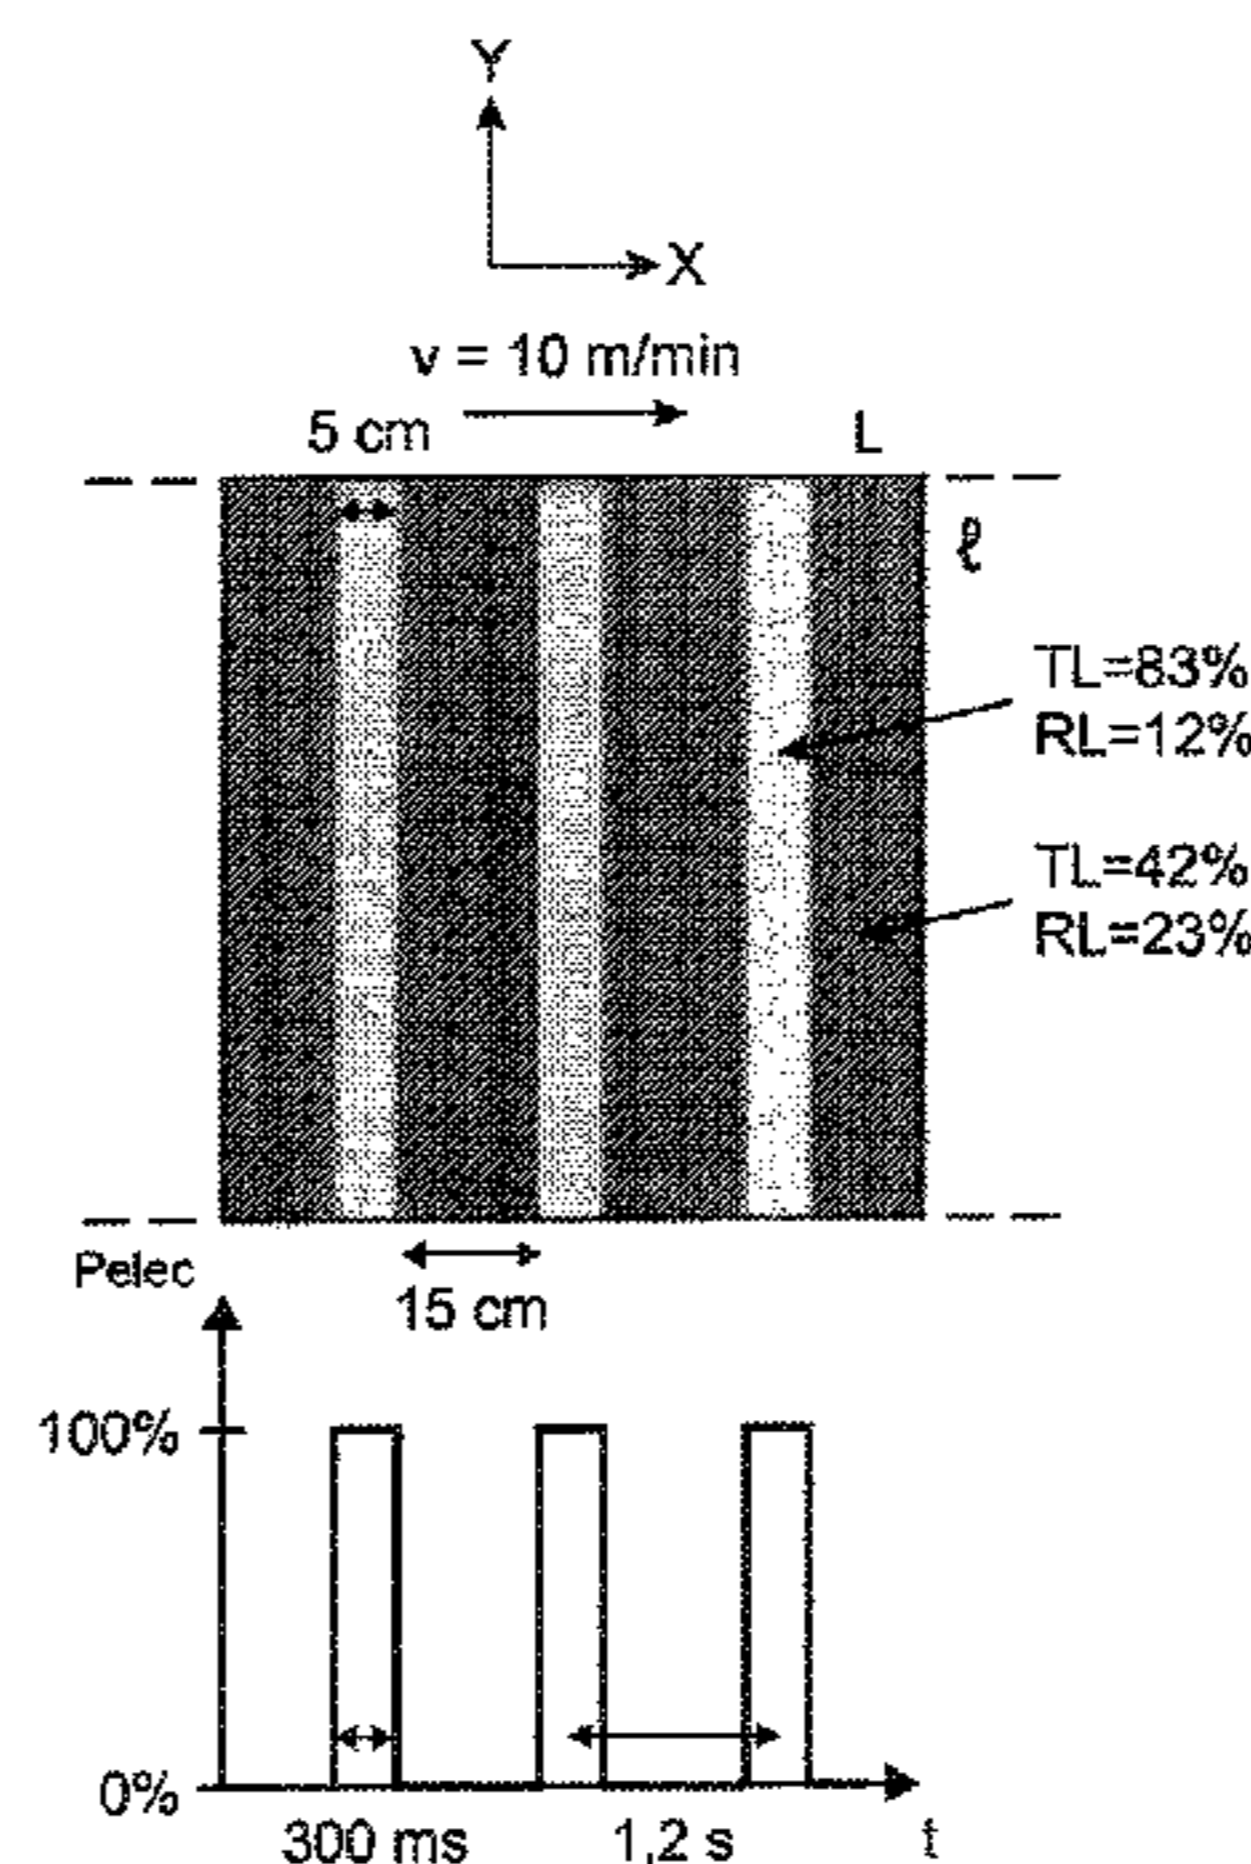 Y
X
v = 10 m/min
5 cm
L
ℓ
TL=83%
RL=12%
TL=42%
RL=23%
Pelec
15 cm
100%
0%
300 ms
1,2 s
t